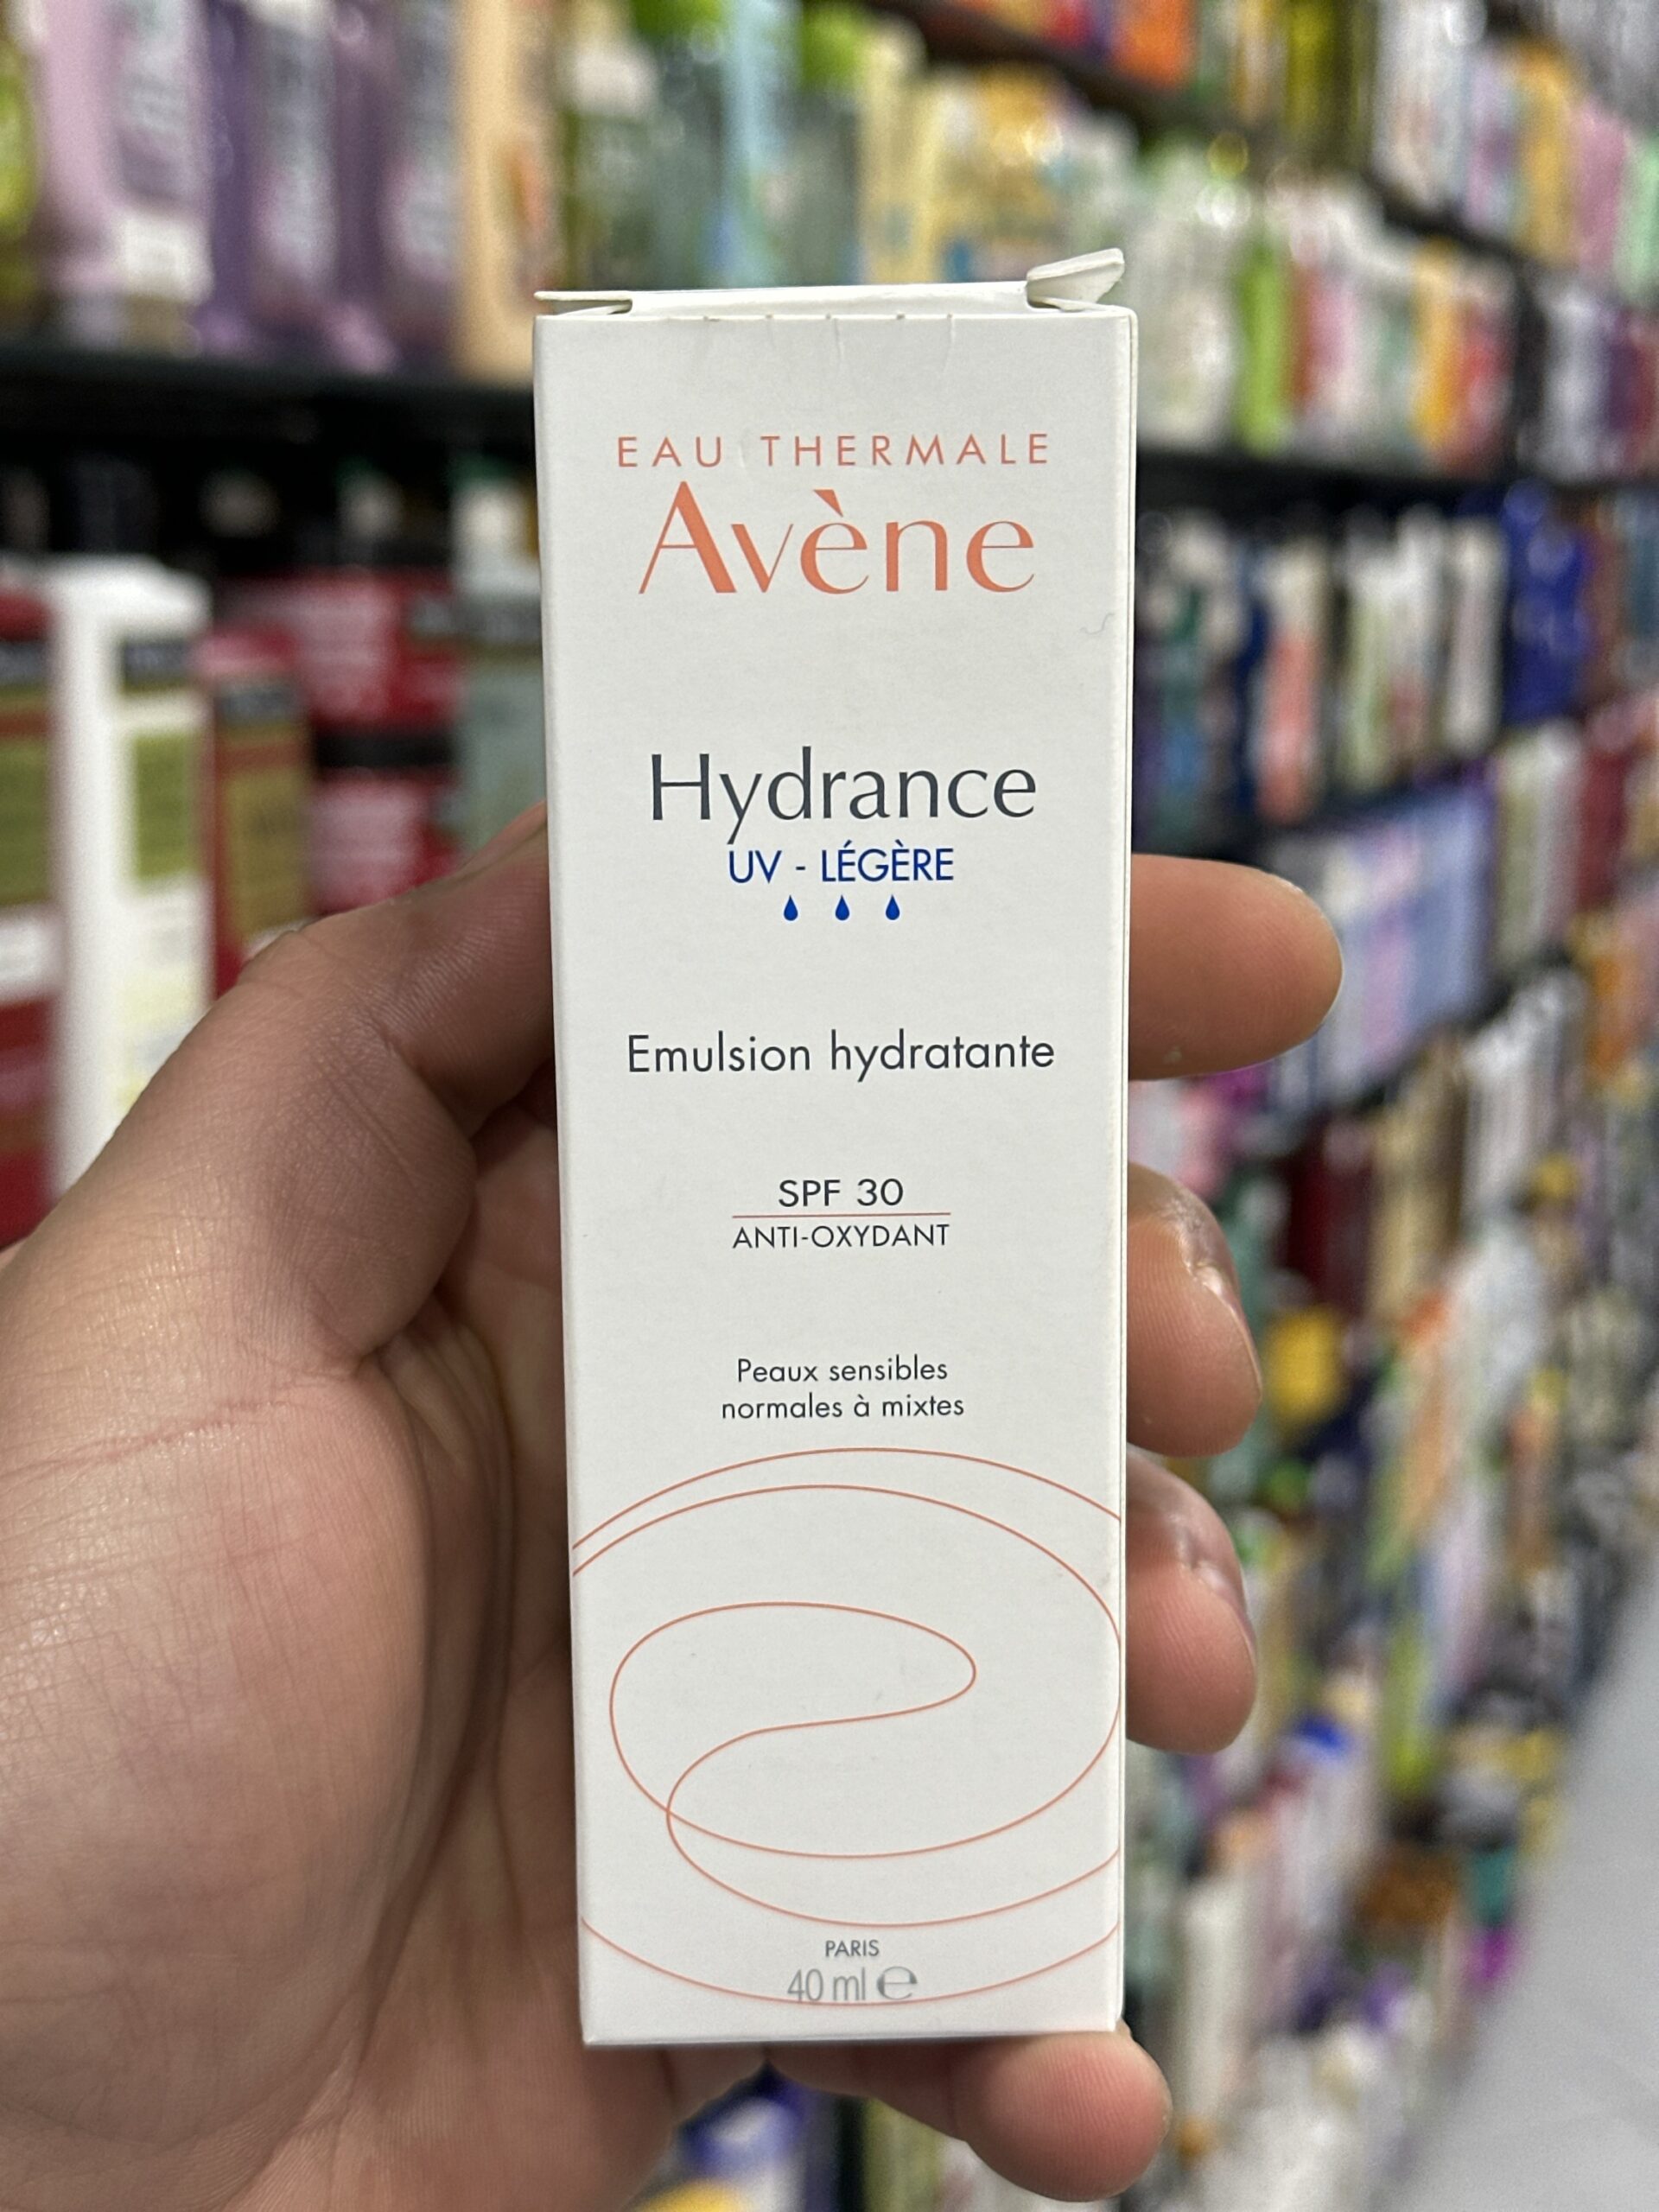 EAU THERMALE
Avène
Hydrance
UV - LÉGÈRE
Emulsion hydratante
SPF 30
ANTI-OXYDANT
Peaux sensibles
normales à mixtes
PARIS
40 ml e